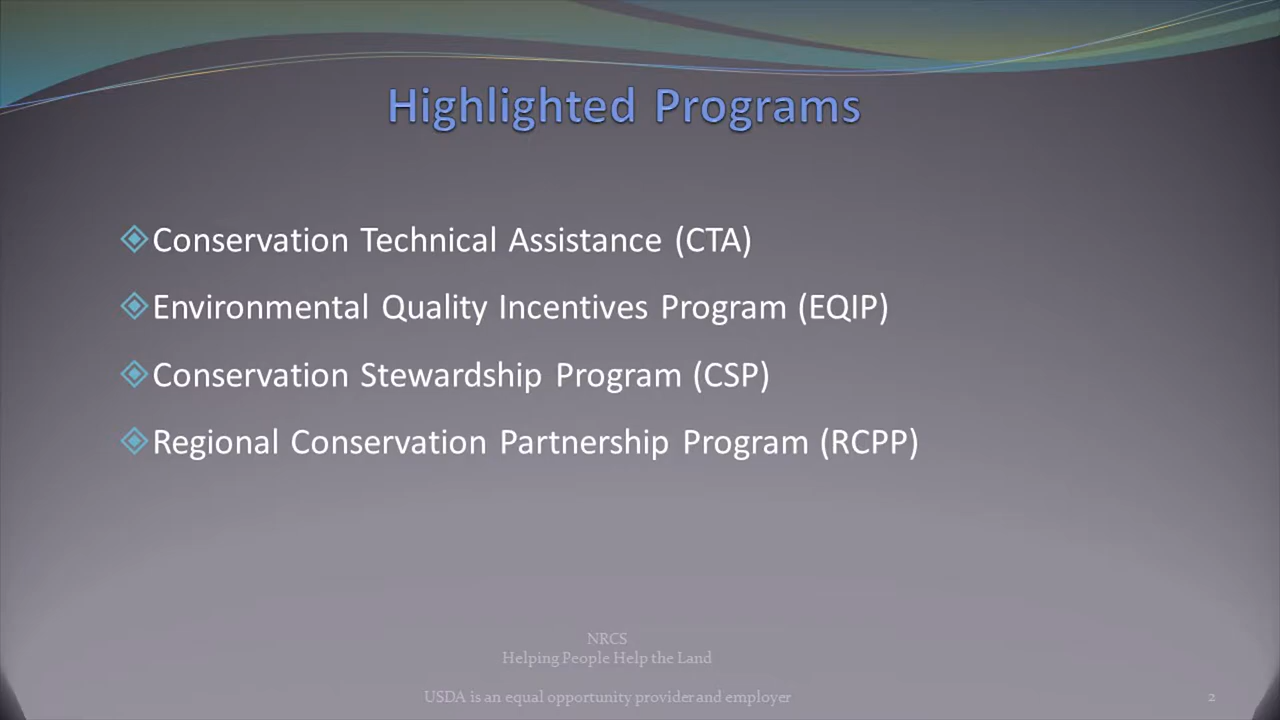 Highlighted Programs
Conservation Technical Assistance (CTA)
Environmental Quality Incentives Program (EQIP)
Conservation Stewardship Program (CSP)
Regional Conservation Partnership Program (RCPP)
NRCS
Helping People Help the Land
USDA is an equal opportunity provider and employer
2